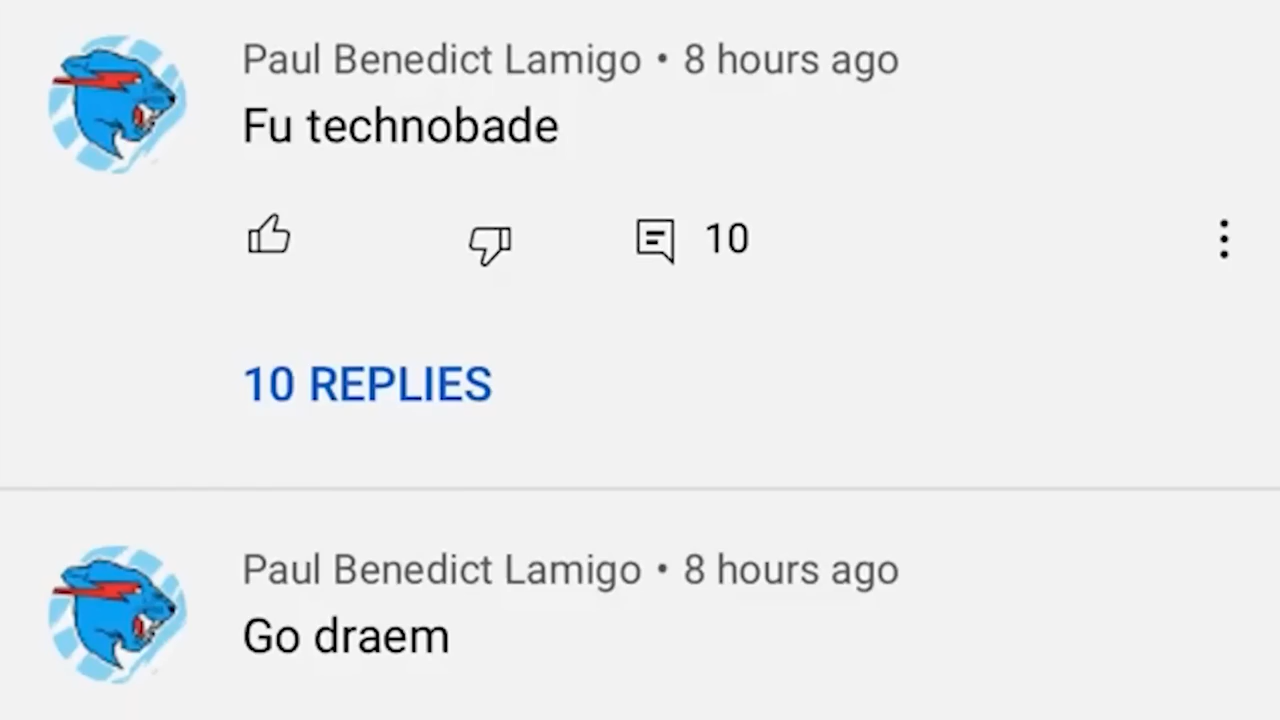 Paul Benedict Lamigo • 8 hours ago
Fu technobade
10
10 REPLIES
Paul Benedict Lamigo • 8 hours ago
Go draem